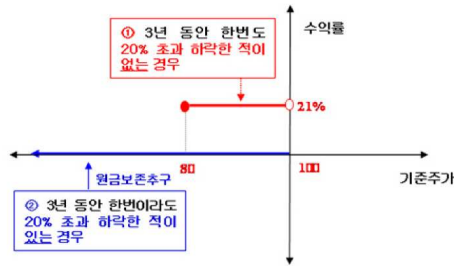 수익률
① 3년 동안 한번도
20% 초과 하락한 적이
없는 경우
21%
80
100
기준주가
원금보존추구
② 3년 동안 한번이라도
20% 초과 하락한 적이
있는 경우